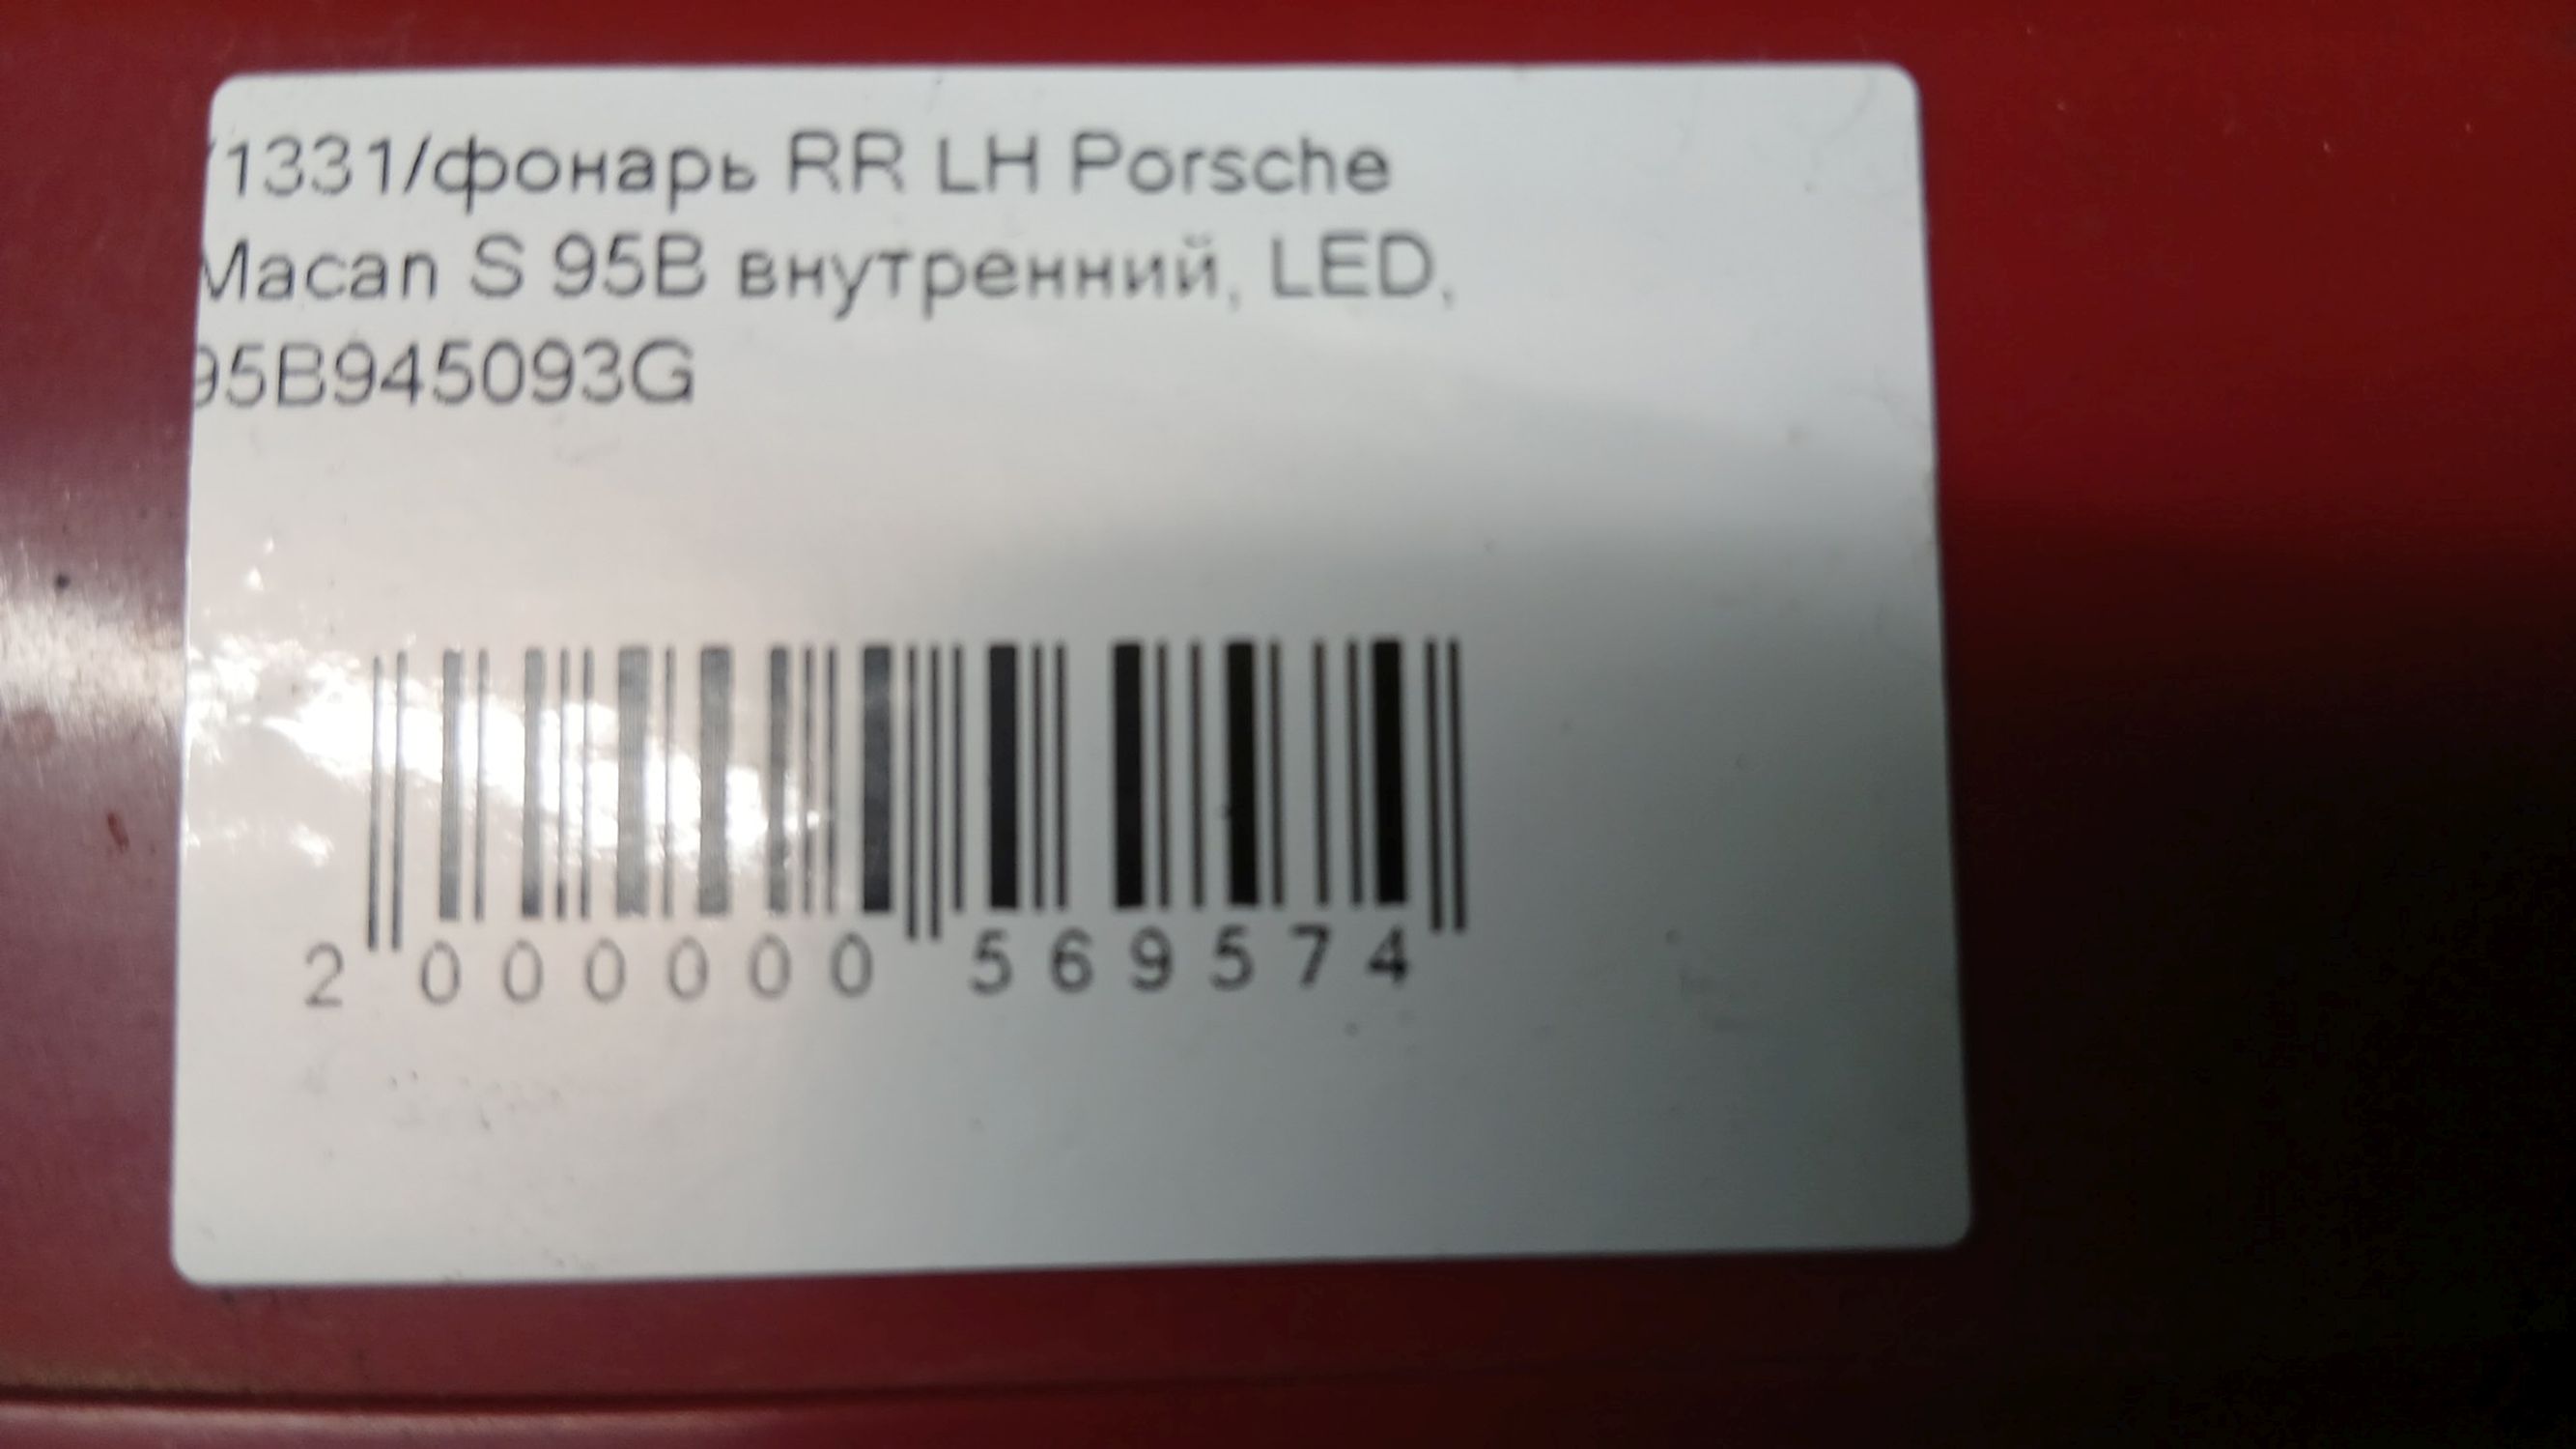 1331/фонарь RR LH Porsche
Macan S 95B внутренний, LED,
95B945093G
2 000000 569574